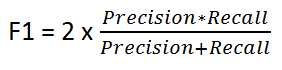 F1 = 2 x Precision*Recall / Precision+Recall